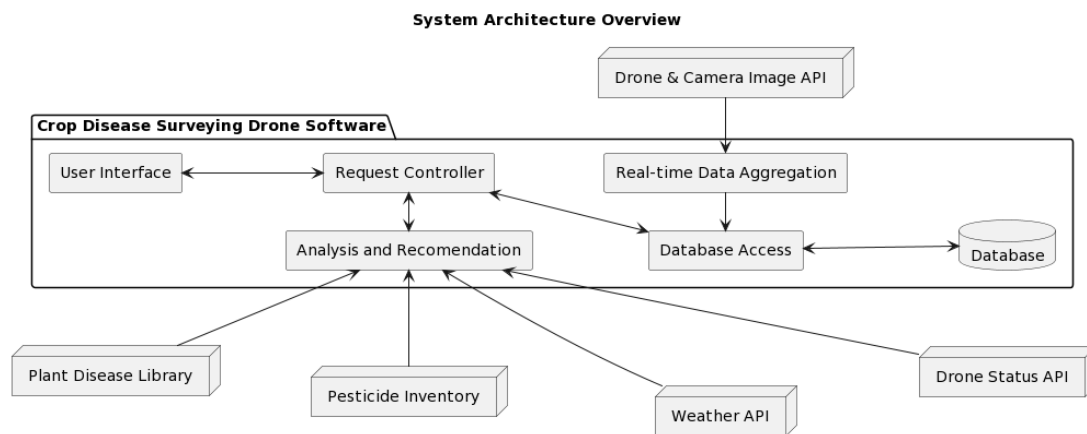 System Architecture Overview
Drone & Camera Image API
Crop Disease Surveying Drone Software
User Interface
Request Controller
Real-time Data Aggregation
Analysis and Recomendation
Database Access
Database
Plant Disease Library
Pesticide Inventory
Weather API
Drone Status API